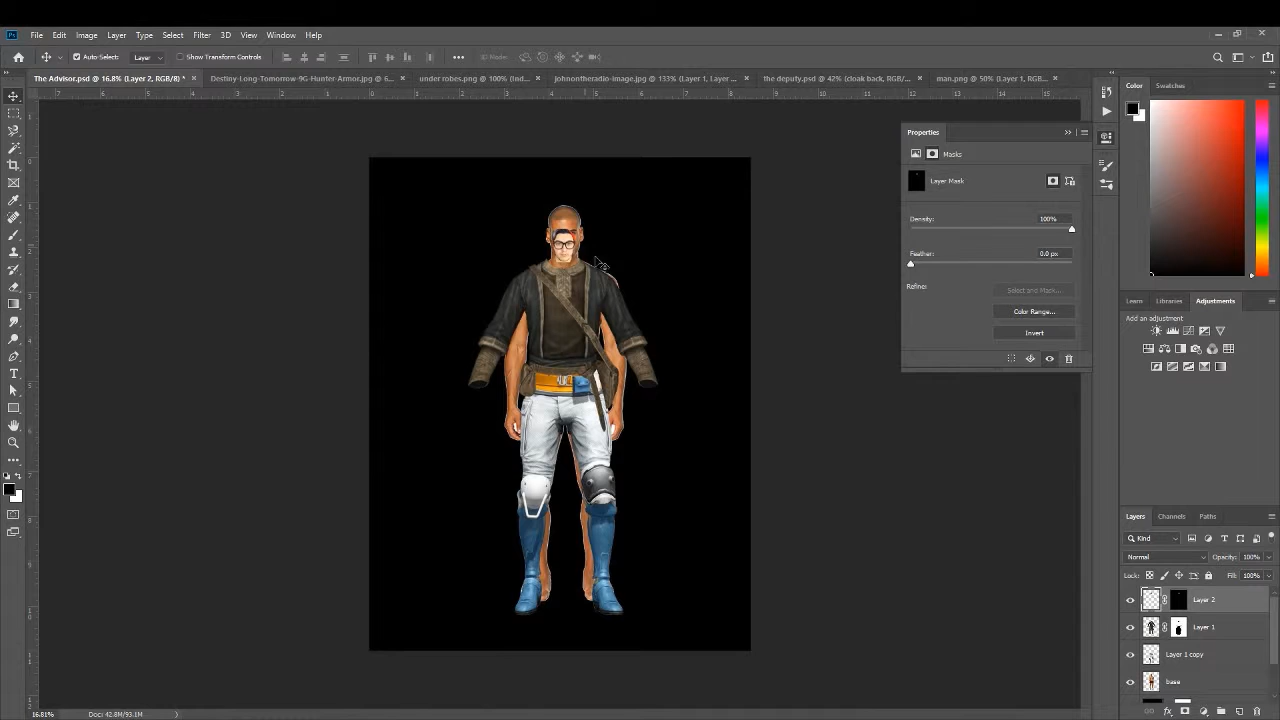 Ps File Edit Image Layer Type Select Filter 3D View Window Help
Auto-Select: Layer Show Transform Controls 3D Mode:
The Advisor.psd @ 16.8% (Layer 2, RGB/8) * Destiny-Long-Tomorrow-9G-Hunter-Armor.jpg @ 6... under robes.png @ 100% (Ind... johnontheradio-image.jpg @ 133% (Layer 1, Layer ... the deputy.psd @ 42% (cloak back, RGB/... man.png @ 50% (Layer 1, RGB/...
Color Swatches
Properties
Masks
Layer Mask
Density: 100%
Feather: 0.0 px
Refine:
Select and Mask...
Color Range...
Invert
Learn Libraries Adjustments
Add an adjustment
Layers Channels Paths
Kind
Normal Opacity: 100%
Lock: Fill: 100%
Layer 2
Layer 1
Layer 1 copy
base
16.81% Doc: 42.8M/93.1M